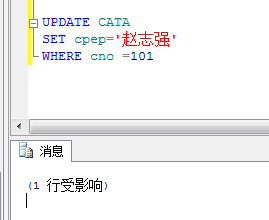 UPDATE CATA
SET cpep='赵志强'
WHERE cno =101
消息
(1 行受影响)